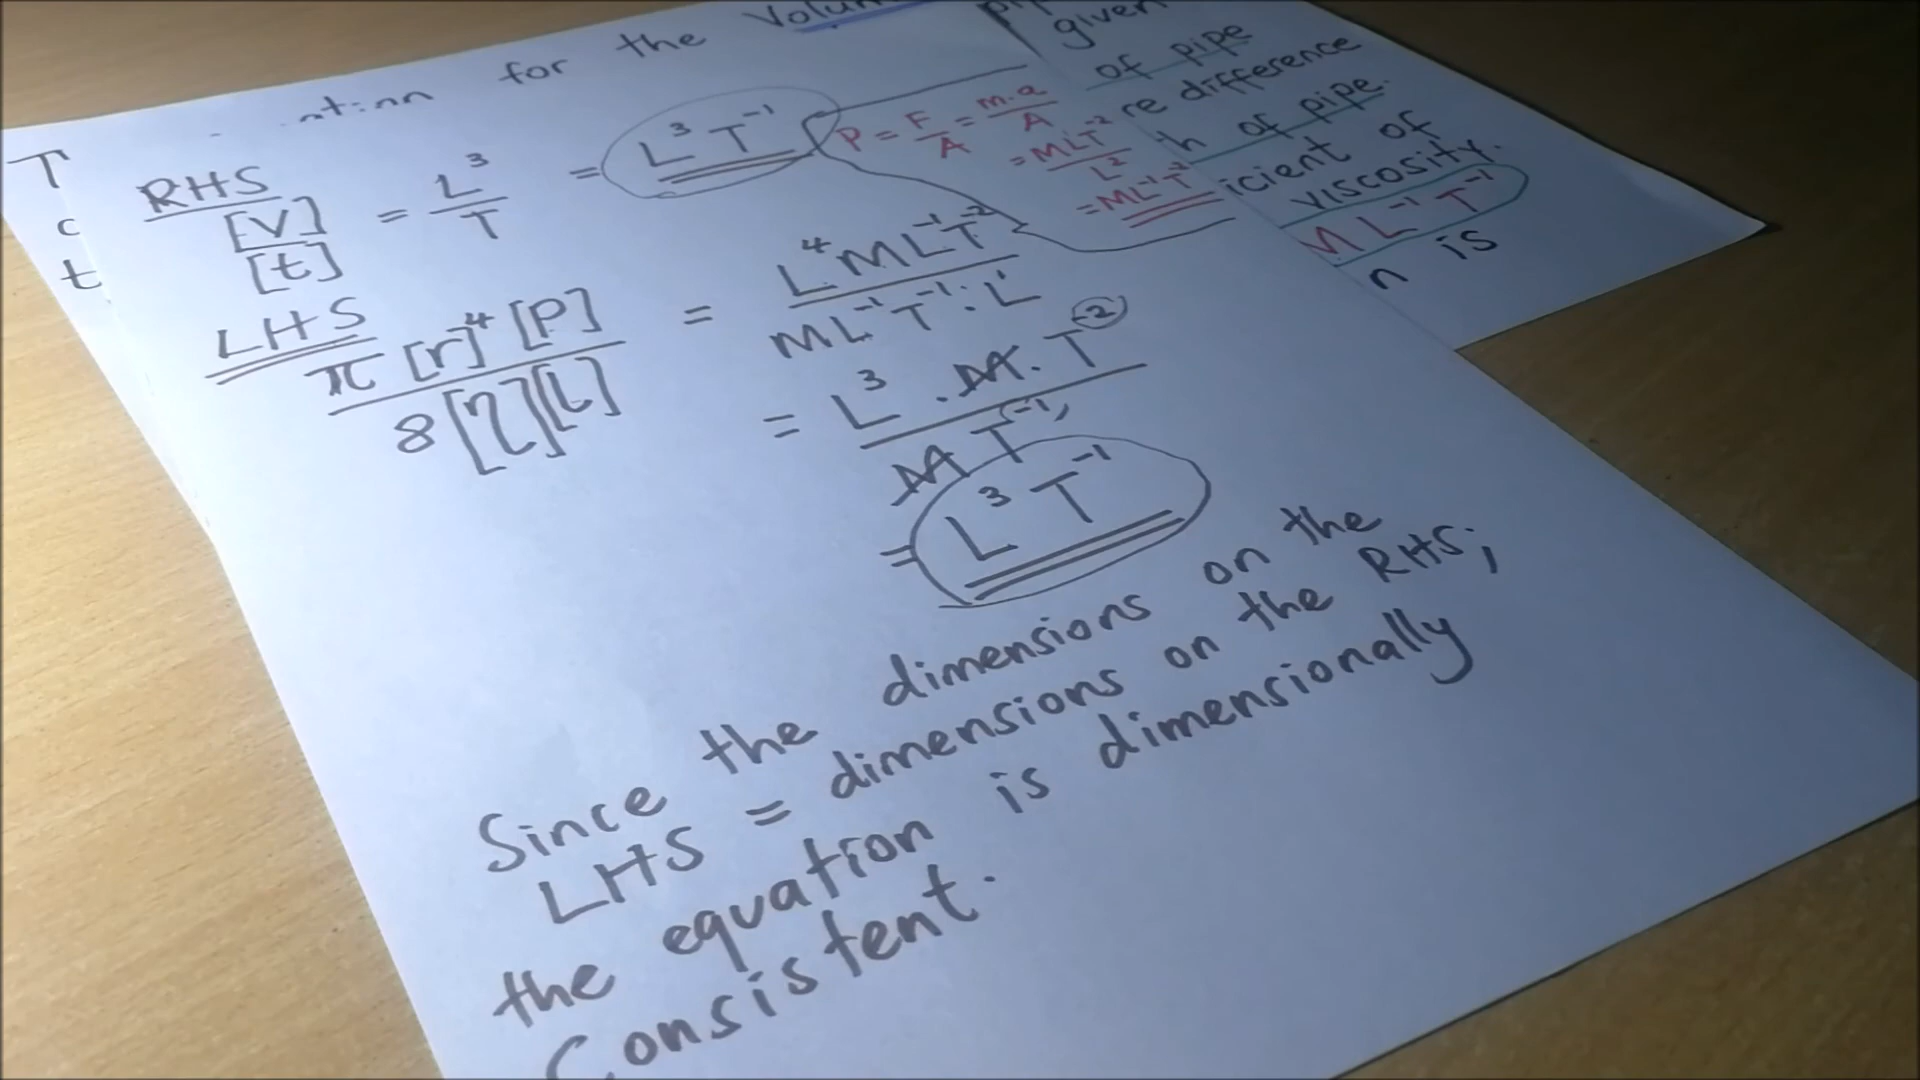 for the Volum
T
c
t
RHS
[V]/[t] = L³/T = L³T⁻¹
P = F/A = m.a/A
= MLT⁻²/L²
= ML⁻¹T⁻²
LHS
π[r]⁴[P]/8[η][L] = L⁴ML⁻¹T⁻²/ML⁻¹T⁻¹.L¹
= L³.M.T⁻²/MT⁻¹
= L³T⁻¹
Since the dimensions on the
LHS = dimensions on the RHS;
the equation is dimensionally
Consistent.
given
of pipe
re difference
h of pipe.
icient of
viscosity.
ML⁻¹T⁻¹
n is